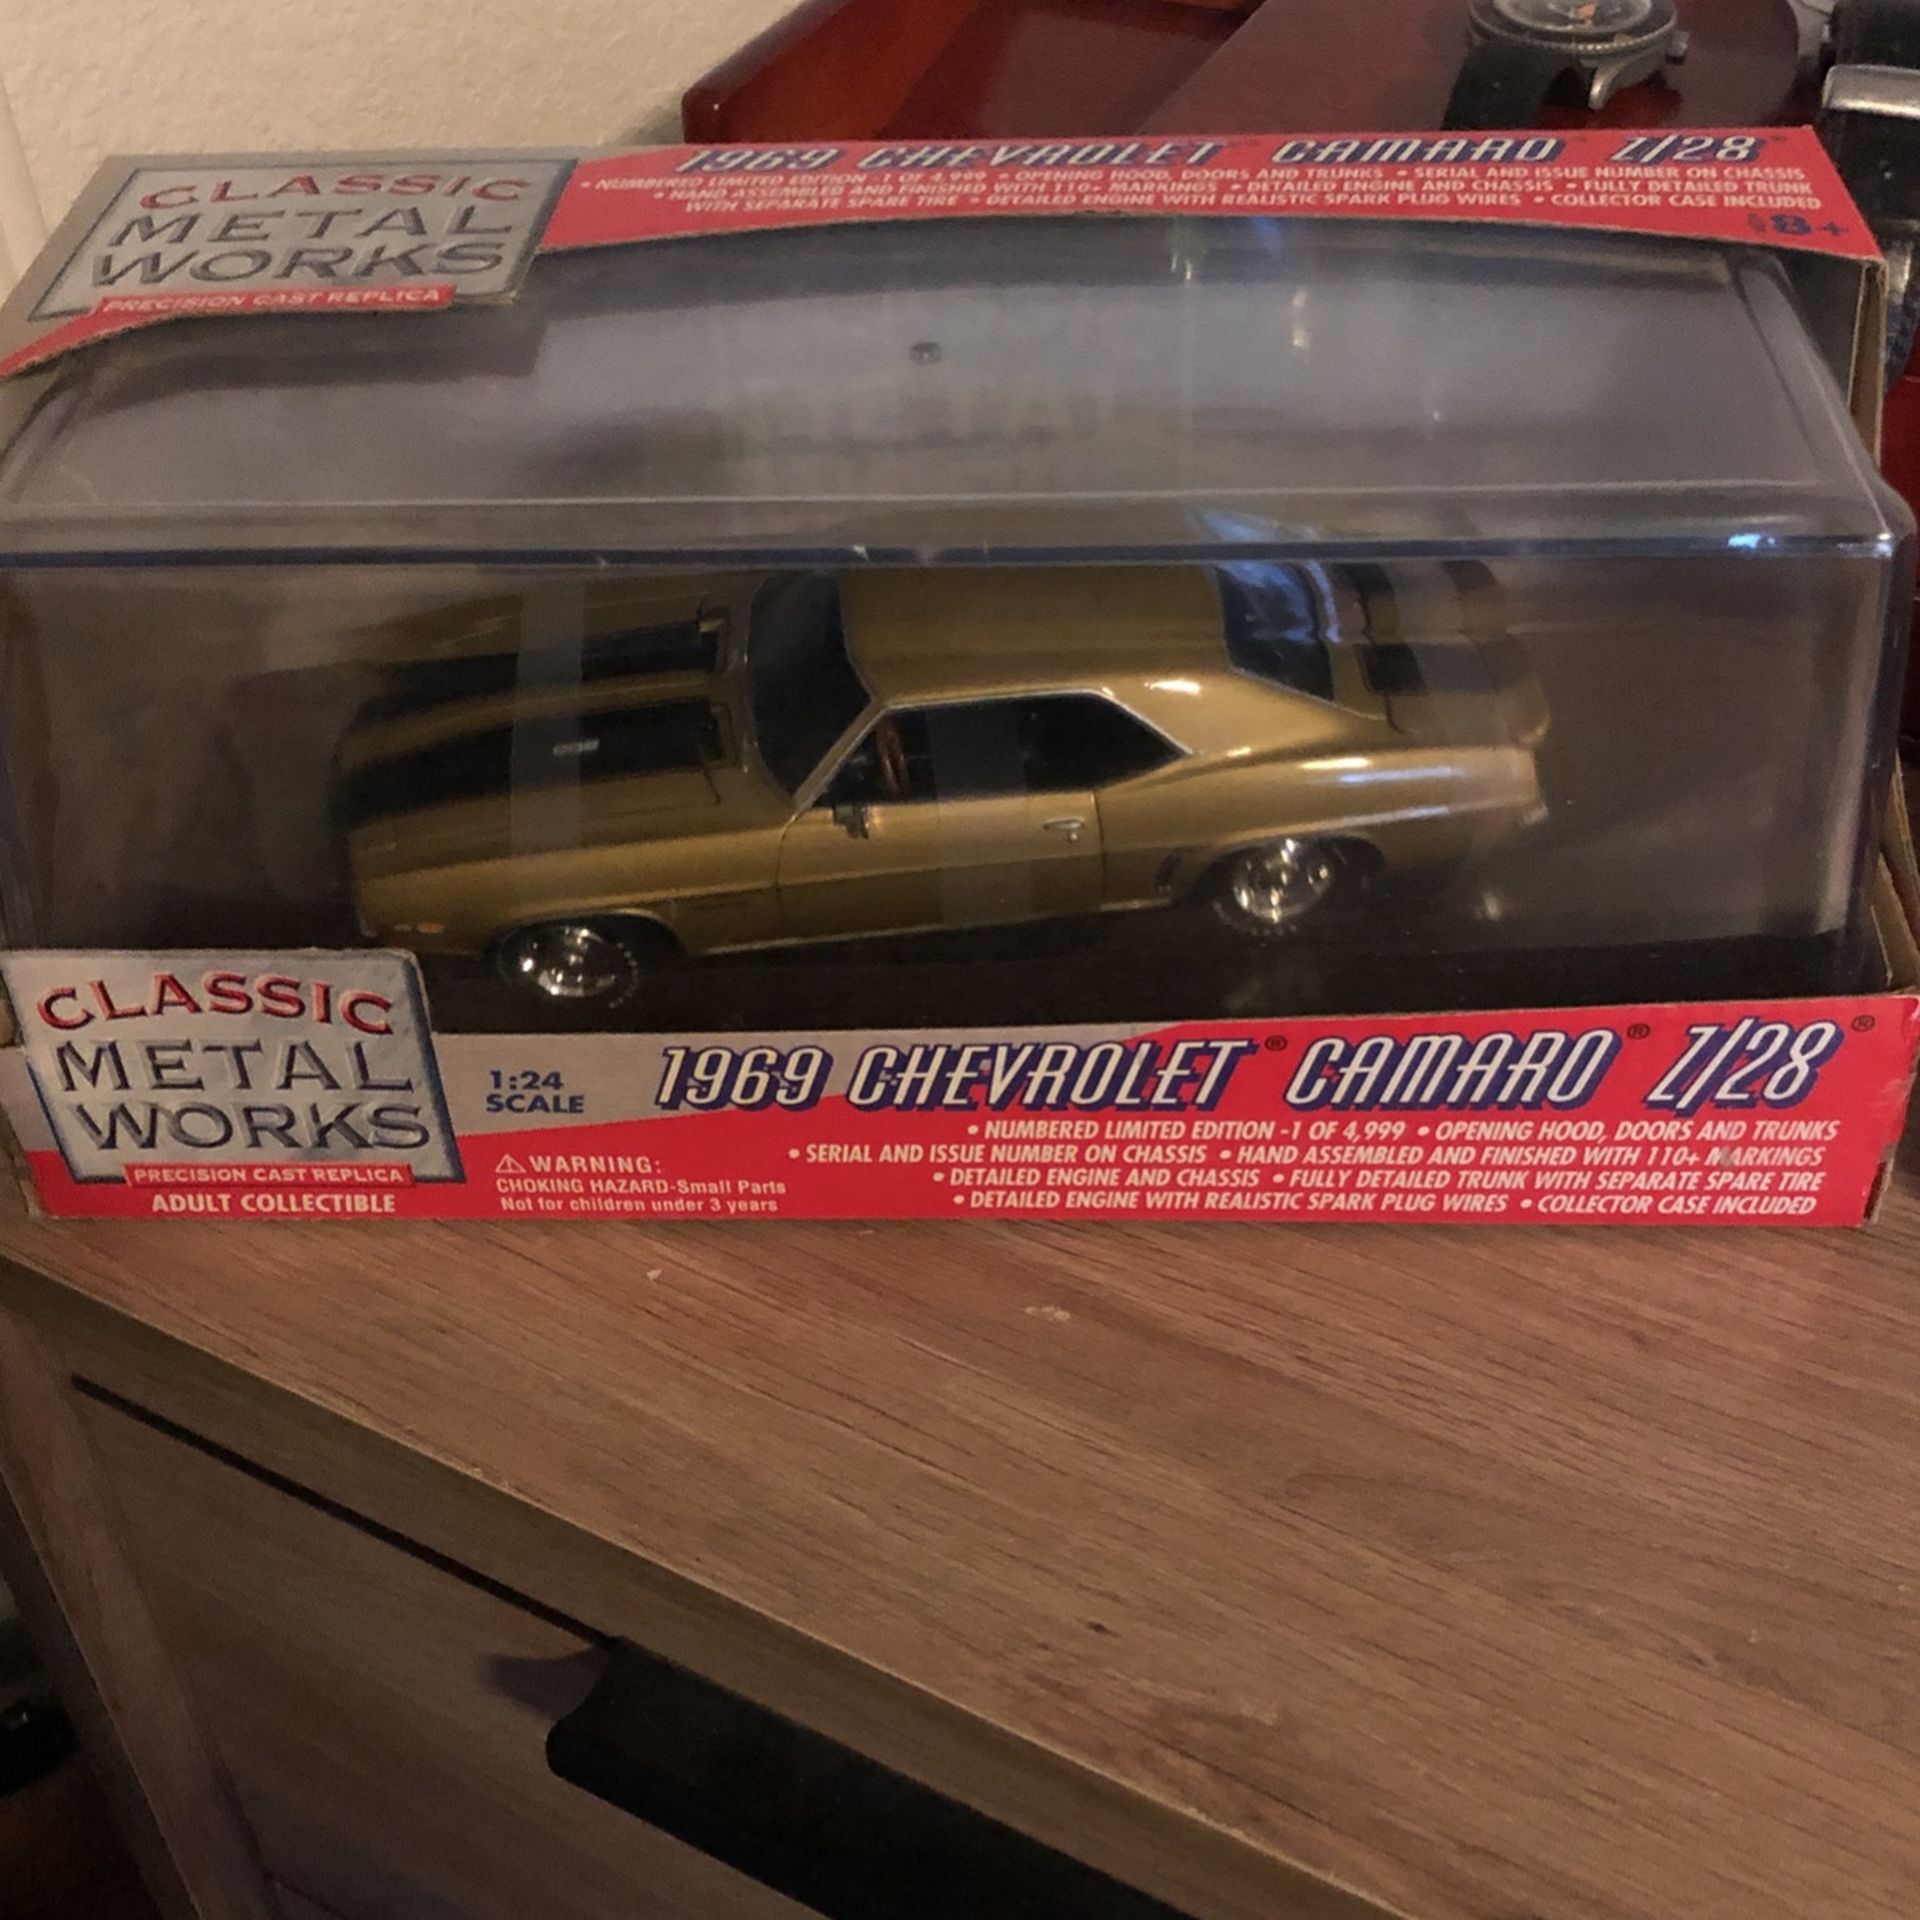 CLASSIC
METAL
WORKS
PRECISION CAST REPLICA
1969 CHEVROLET CAMARO Z/28
• NUMBERED LIMITED EDITION -1 OF 4,999 • OPENING HOOD, DOORS AND TRUNKS • SERIAL AND ISSUE NUMBER ON CHASSIS
• HAND ASSEMBLED AND FINISHED WITH 110+ MARKINGS • DETAILED ENGINE AND CHASSIS • FULLY DETAILED TRUNK
WITH SEPARATE SPARE TIRE • DETAILED ENGINE WITH REALISTIC SPARK PLUG WIRES • COLLECTOR CASE INCLUDED
8+
CLASSIC
METAL
WORKS
PRECISION CAST REPLICA
ADULT COLLECTIBLE
1:24
SCALE
⚠ WARNING:
CHOKING HAZARD-Small Parts
Not for children under 3 years
1969 CHEVROLET® CAMARO® Z/28®
• NUMBERED LIMITED EDITION -1 OF 4,999 • OPENING HOOD, DOORS AND TRUNKS
• SERIAL AND ISSUE NUMBER ON CHASSIS • HAND ASSEMBLED AND FINISHED WITH 110+ MARKINGS
• DETAILED ENGINE AND CHASSIS • FULLY DETAILED TRUNK WITH SEPARATE SPARE TIRE
• DETAILED ENGINE WITH REALISTIC SPARK PLUG WIRES • COLLECTOR CASE INCLUDED